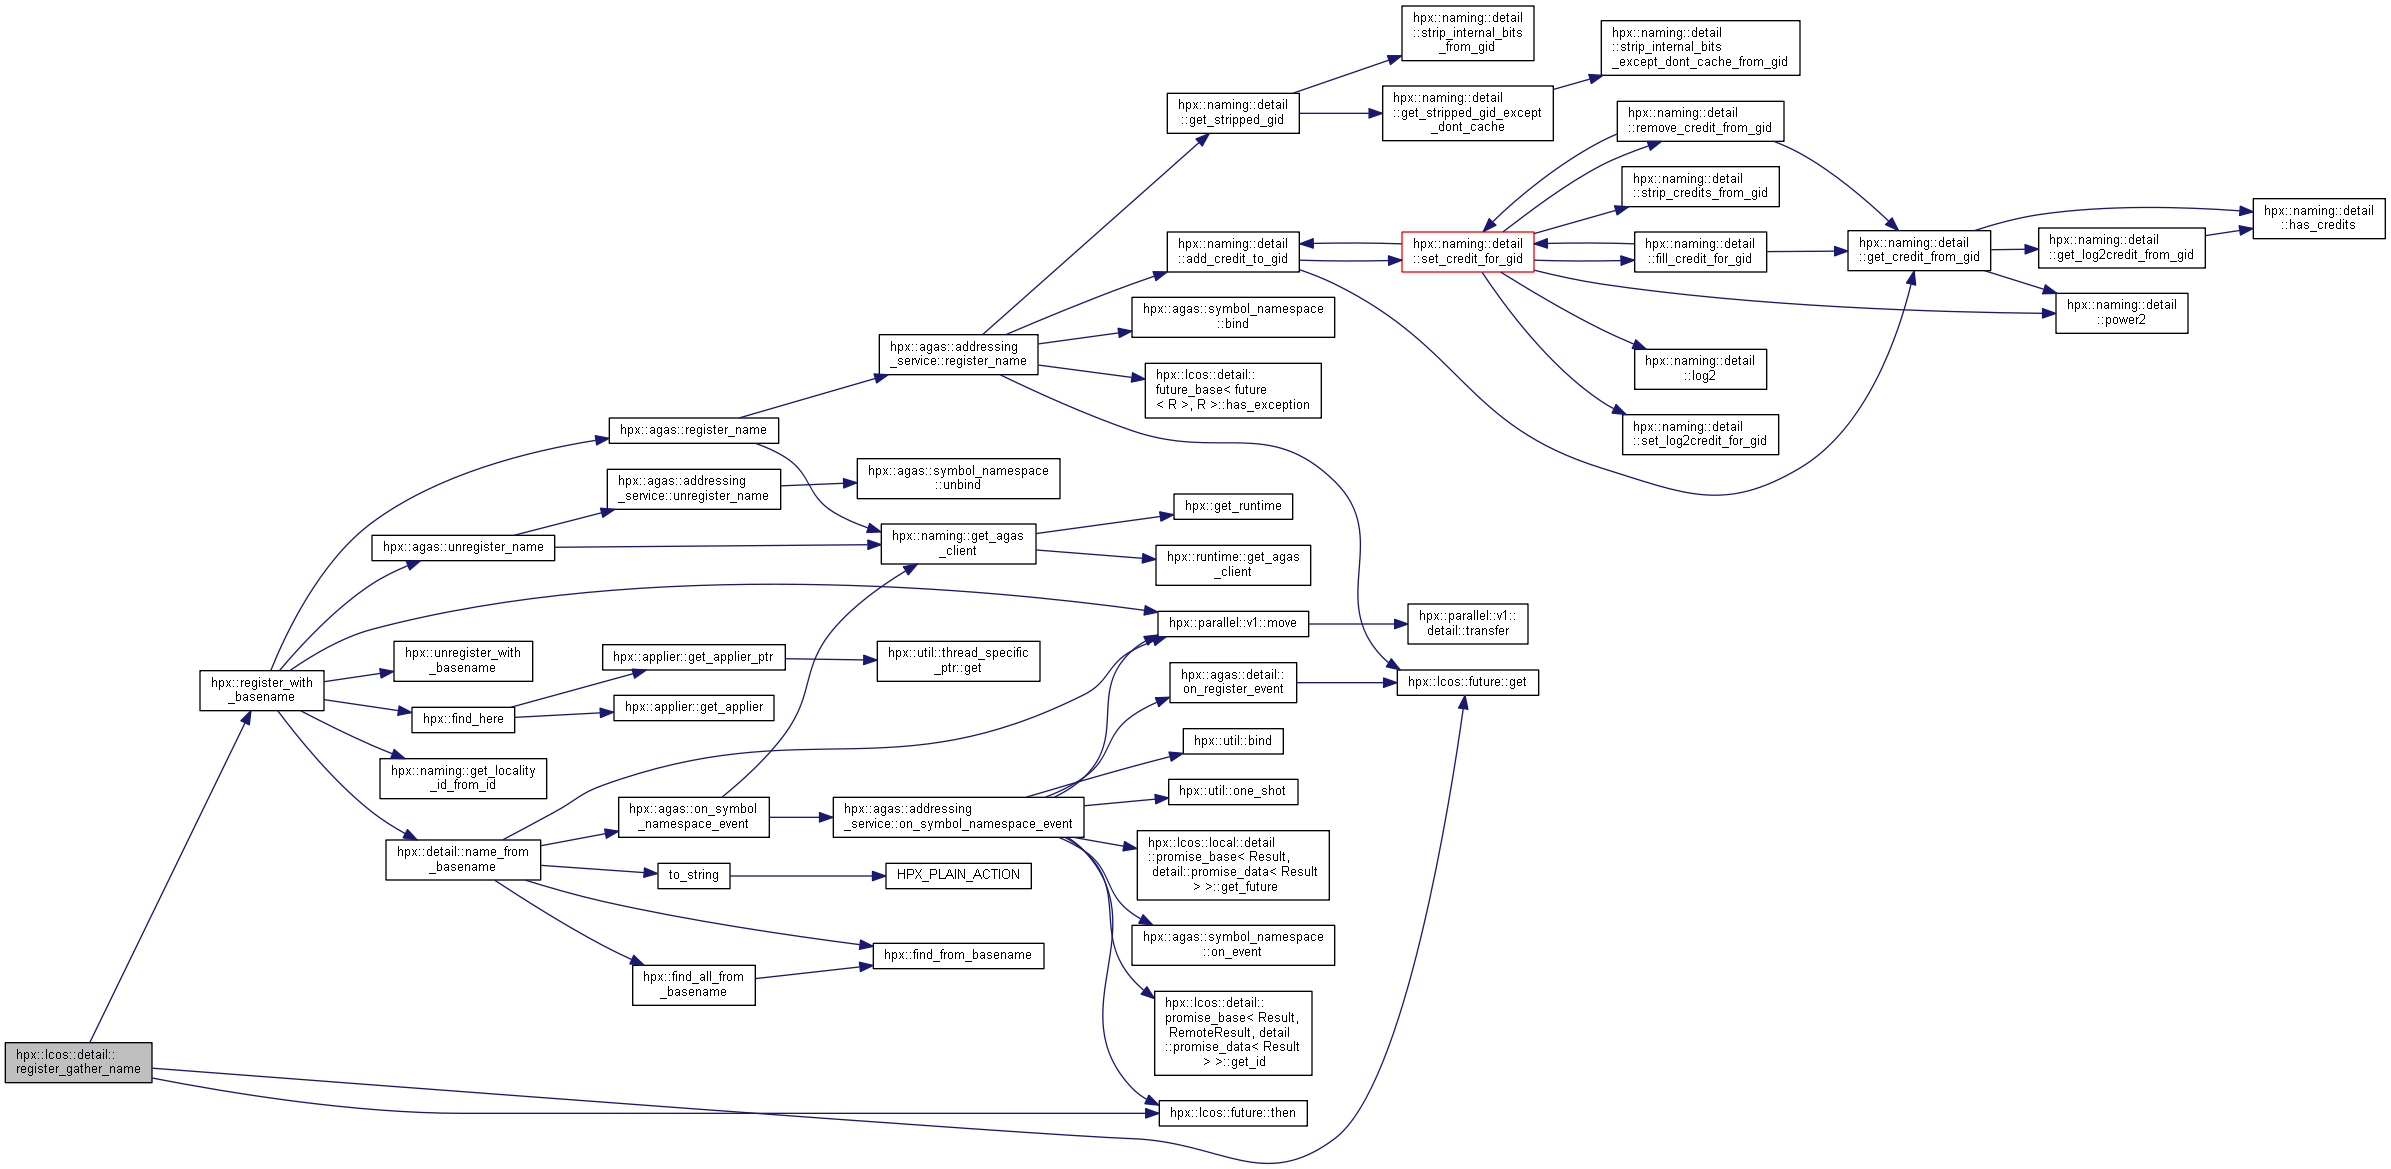 hpx::lcos::detail::
register_gather_name
hpx::register_with
_basename
hpx::agas::register_name
hpx::agas::addressing
_service::register_name
hpx::naming::detail
::get_stripped_gid
hpx::naming::detail
::strip_internal_bits
_from_gid
hpx::naming::detail
::get_stripped_gid_except
_dont_cache
hpx::naming::detail
::strip_internal_bits
_except_dont_cache_from_gid
hpx::naming::detail
::add_credit_to_gid
hpx::naming::detail
::set_credit_for_gid
hpx::naming::detail
::remove_credit_from_gid
hpx::naming::detail
::strip_credits_from_gid
hpx::naming::detail
::fill_credit_for_gid
hpx::naming::detail
::get_credit_from_gid
hpx::naming::detail
::has_credits
hpx::naming::detail
::get_log2credit_from_gid
hpx::naming::detail
::power2
hpx::naming::detail
::log2
hpx::naming::detail
::set_log2credit_for_gid
hpx::agas::symbol_namespace
::bind
hpx::lcos::detail::
future_base< future
< R >, R >::has_exception
hpx::agas::addressing
_service::unregister_name
hpx::agas::symbol_namespace
::unbind
hpx::agas::unregister_name
hpx::naming::get_agas
_client
hpx::get_runtime
hpx::runtime::get_agas
_client
hpx::parallel::v1::move
hpx::parallel::v1::
detail::transfer
hpx::unregister_with
_basename
hpx::applier::get_applier_ptr
hpx::util::thread_specific
_ptr::get
hpx::find_here
hpx::applier::get_applier
hpx::agas::detail::
on_register_event
hpx::lcos::future::get
hpx::naming::get_locality
_id_from_id
hpx::util::bind
hpx::util::one_shot
hpx::agas::on_symbol
_namespace_event
hpx::agas::addressing
_service::on_symbol_namespace_event
hpx::detail::name_from
_basename
to_string
HPX_PLAIN_ACTION
hpx::lcos::local::detail
::promise_base< Result,
detail::promise_data< Result
> >::get_future
hpx::agas::symbol_namespace
::on_event
hpx::find_from_basename
hpx::find_all_from
_basename
hpx::lcos::detail::
promise_base< Result,
RemoteResult, detail
::promise_data< Result
> >::get_id
hpx::lcos::future::then